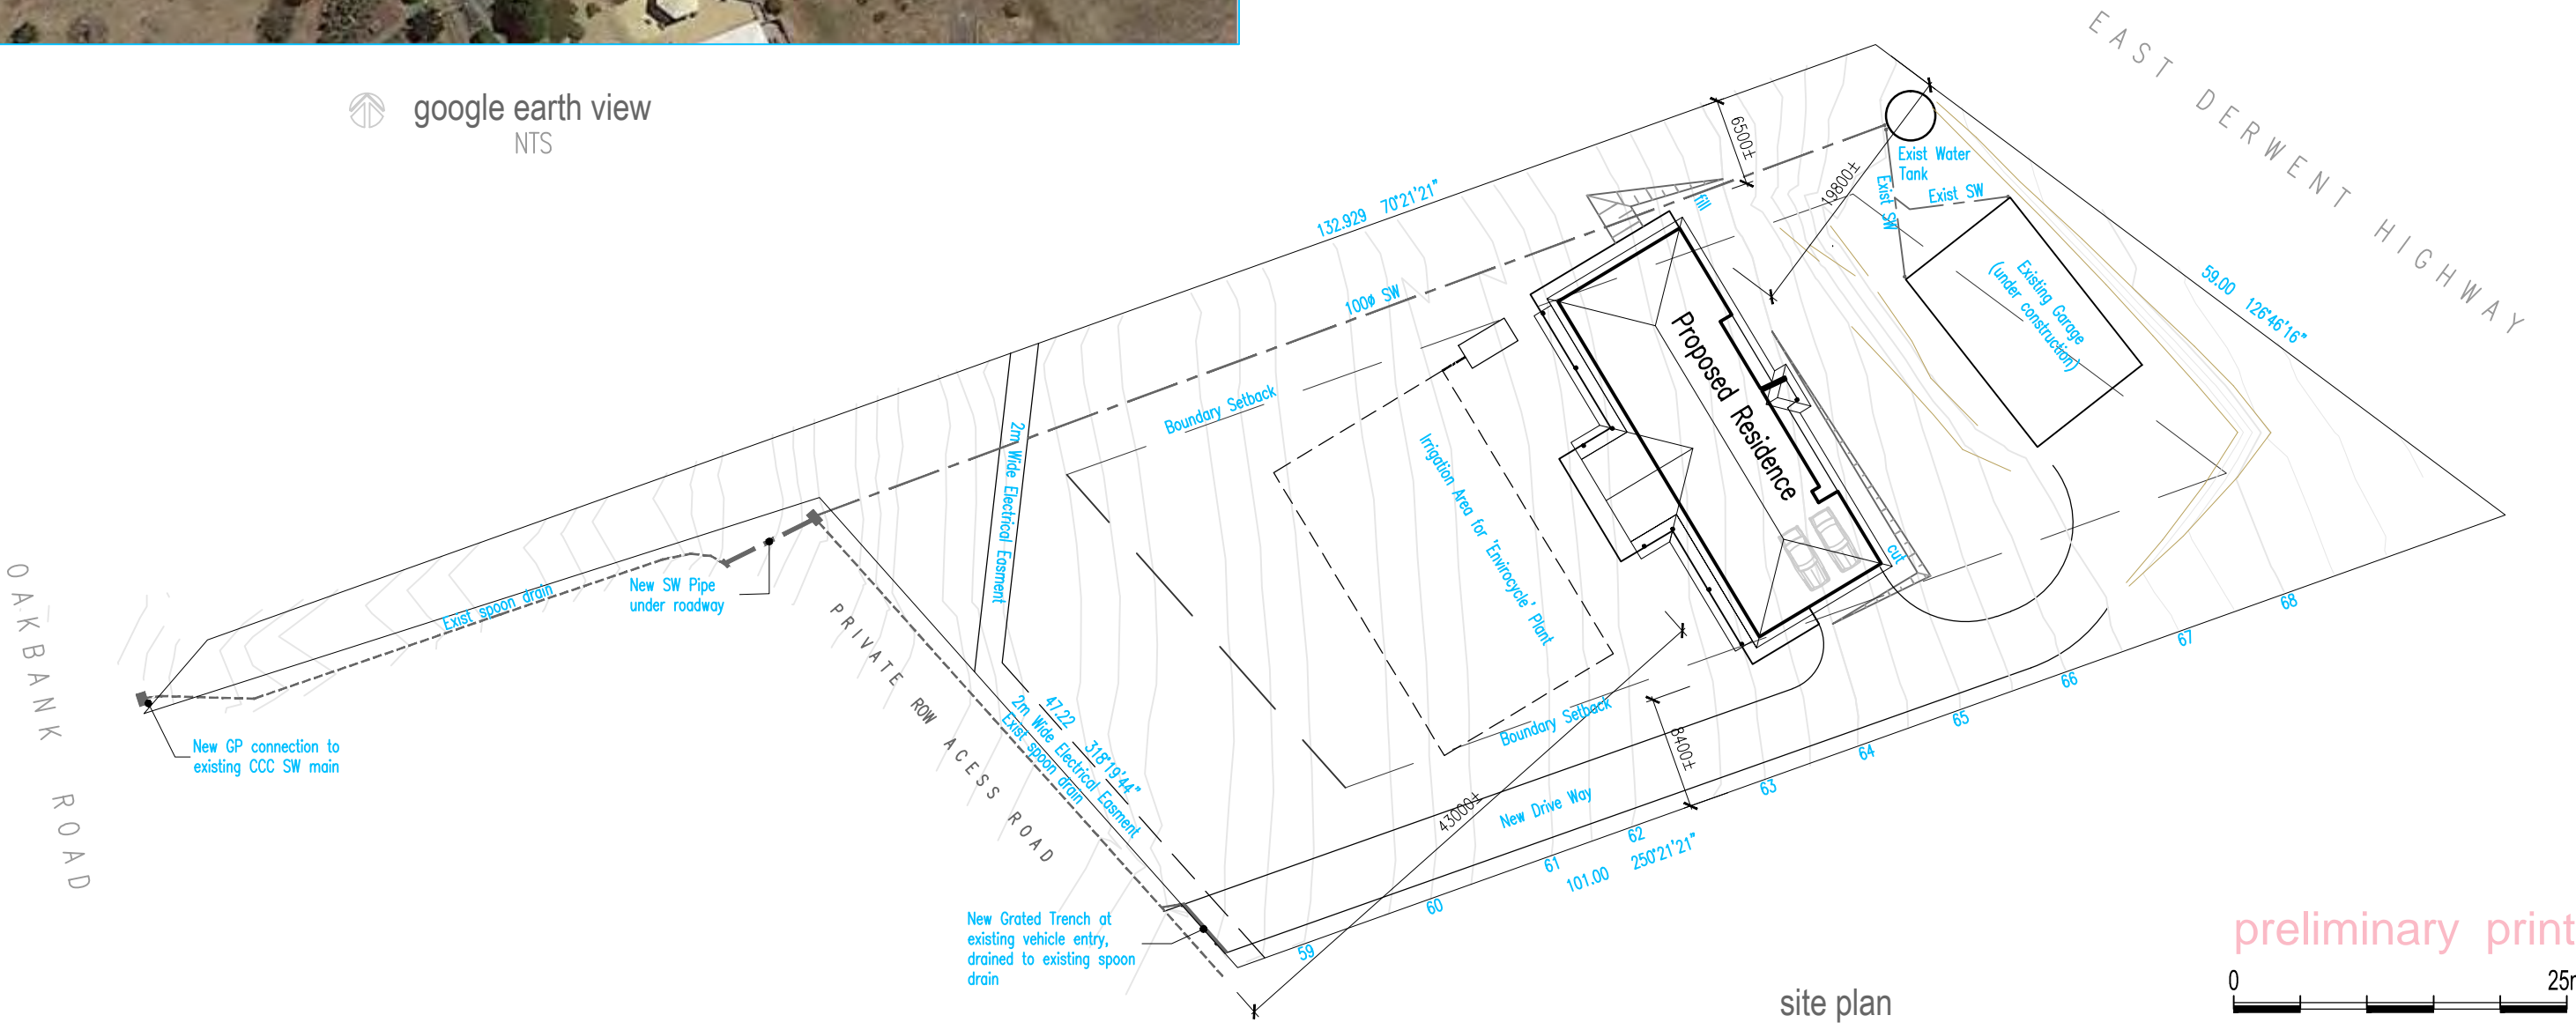 google earth view
NTS
EAST DERWENT HIGHWAY
6500±
19800±
Exist Water
Tank
Exist SW
Exist SW
fill
132.929 70°21'21"
100ø SW
Existing Garage
(under construction)
59.00 126°46'16"
Proposed Residence
Boundary Setback
2m Wide Electrical Easment
Irrigation Area for 'Envirocycle' Plant
cut
OAKBANK ROAD
Exist spoon drain
New SW Pipe
under roadway
PRIVATE ROW ACESS ROAD
New GP connection to
existing CCC SW main
47.22 318°19'44"
2m Wide Electrical Easment
Exist spoon drain
Boundary Setback
8400±
43000±
New Drive Way
68
67
66
65
64
63
62
61
60
59
101.00 250°21'21"
New Grated Trench at
existing vehicle entry,
drained to existing spoon
drain
site plan
preliminary print
0 25